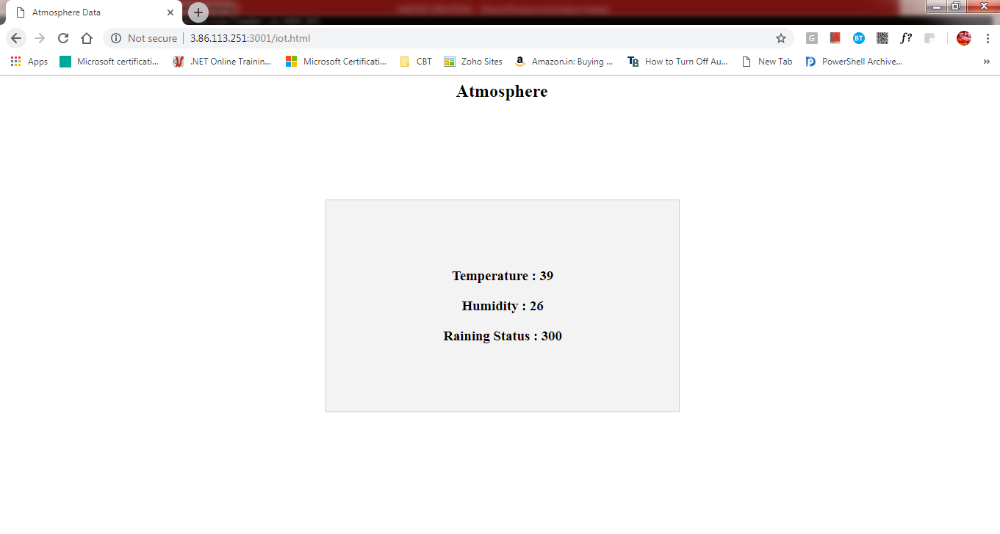 Atmosphere Data
Not secure 3.86.113.251:3001/iot.html
G BT f?
Apps Microsoft certificati... .NET Online Trainin... Microsoft Certificati... CBT Zoho Sites a Amazon.in: Buying ... TB How to Turn Off Au... New Tab PowerShell Archive... »
Atmosphere
Temperature : 39
Humidity : 26
Raining Status : 300